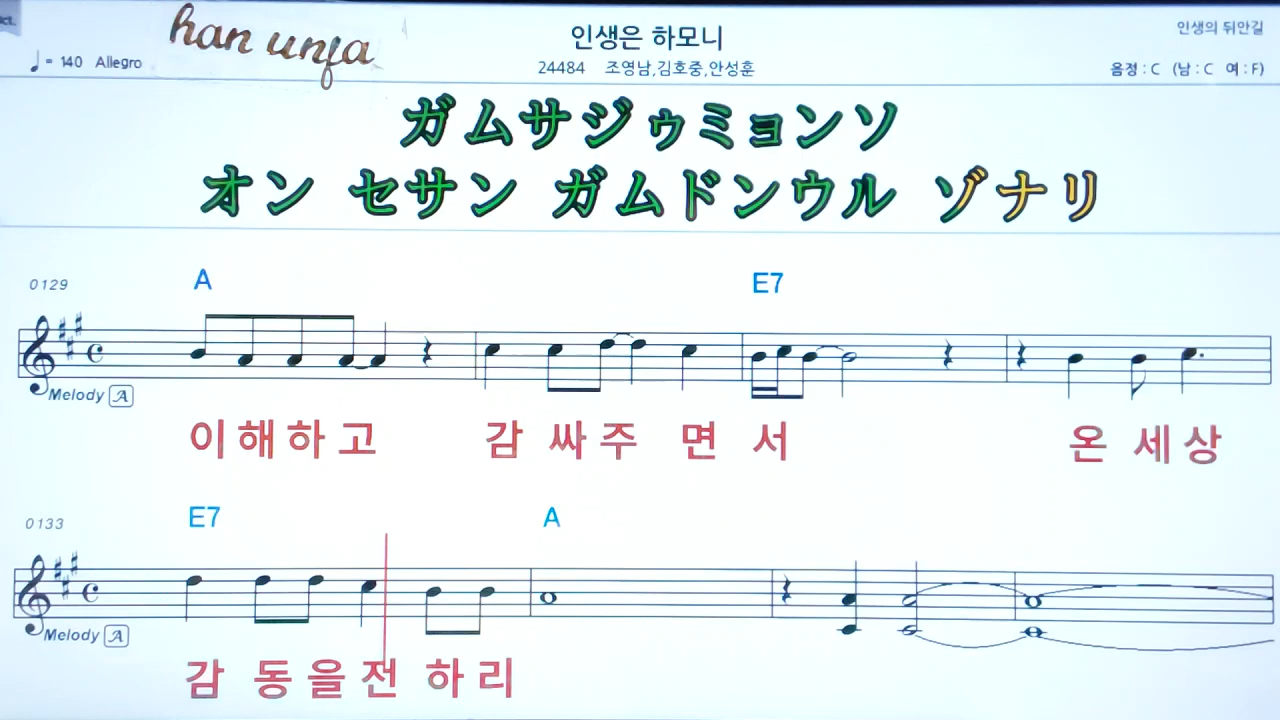 ct.
han unfa
인생은 하모니
인생의 뒤안길
♩= 140 Allegro
24484 조영남,김호중,안성훈
음정 : C (남 : C 여 : F)
ガムサジゥミョンソ
オン セサン ガムドンウル ゾナリ
0129
A E7
Melody A
이해하고 감 싸주 면 서 온 세상
0133
E7 A
Melody A
감 동을전 하리